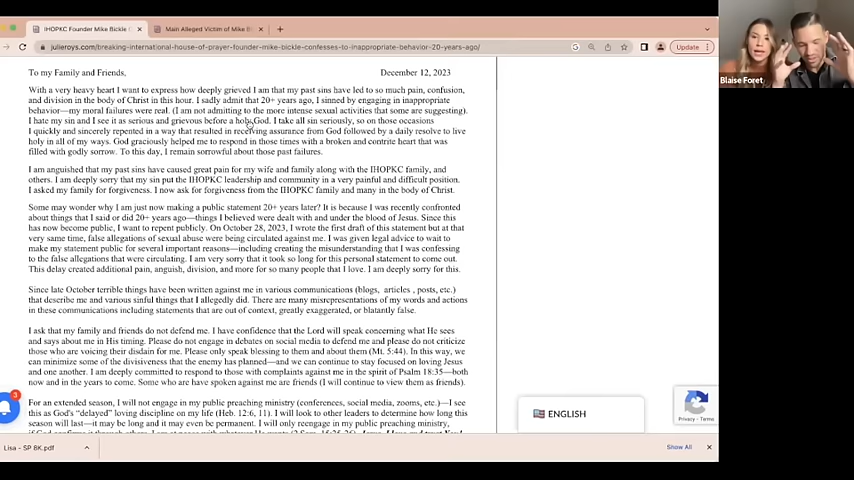 IHOPKC Founder Mike Bickle C
Main Alleged Victim of Mike Bi
julieroys.com/breaking-international-house-of-prayer-founder-mike-bickle-confesses-to-inappropriate-behavior-20-years-ago/
Update
To my Family and Friends, December 12, 2023
With a very heavy heart I want to express how deeply grieved I am that my past sins have led to so much pain, confusion,
and division in the body of Christ in this hour. I sadly admit that 20+ years ago, I sinned by engaging in inappropriate
behavior—my moral failures were real. (I am not admitting to the more intense sexual activities that some are suggesting).
I hate my sin and I see it as serious and grievous before a holy God. I take all sin seriously, so on those occasions
I quickly and sincerely repented in a way that resulted in receiving assurance from God followed by a daily resolve to live
holy in all of my ways. God graciously helped me to respond in those times with a broken and contrite heart that was
filled with godly sorrow. To this day, I remain sorrowful about those past failures.
I am anguished that my past sins have caused great pain for my wife and family along with the IHOPKC family, and
others. I am deeply sorry that my sin put the IHOPKC leadership and community in a very painful and difficult position.
I asked my family for forgiveness. I now ask for forgiveness from the IHOPKC family and many in the body of Christ.
Some may wonder why I am just now making a public statement 20+ years later? It is because I was recently confronted
about things that I said or did 20+ years ago—things I believed were dealt with and under the blood of Jesus. Since this
has now become public, I want to repent publicly. On October 28, 2023, I wrote the first draft of this statement but at that
very same time, false allegations of sexual abuse were being circulated against me. I was given legal advice to wait to
make my statement public for several important reasons—including creating the misunderstanding that I was confessing
to the false allegations that were circulating. I am very sorry that it took so long for this personal statement to come out.
This delay created additional pain, anguish, division, and more for so many people that I love. I am deeply sorry for this.
Since late October terrible things have been written against me in various communications (blogs, articles , posts, etc.)
that describe me and various sinful things that I allegedly did. There are many misrepresentations of my words and actions
in these communications including statements that are out of context, greatly exaggerated, or blatantly false.
I ask that my family and friends do not defend me. I have confidence that the Lord will speak concerning what He sees
and says about me in His timing. Please do not engage in debates on social media to defend me and please do not criticize
those who are voicing their disdain for me. Please only speak blessing to them and about them (Mt. 5:44). In this way, we
can minimize some of the divisiveness that the enemy has planned—and we can continue to stay focused on loving Jesus
and one another. I am deeply committed to respond to those with complaints against me in the spirit of Psalm 18:35—both
now and in the years to come. Some who are have spoken against me are friends (I will continue to view them as friends).
For an extended season, I will not engage in my public preaching ministry (conferences, social media, zooms, etc.)—I see
this as God's “delayed” loving discipline on my life (Heb. 12:6, 11). I will look to other leaders to determine how long this
season will last—it may be long and it may even be permanent. I will only reengage in my public preaching ministry,
Blaise Foret
3
ENGLISH
Privacy - Terms
Lisa – SP 8K.pdf
Show All